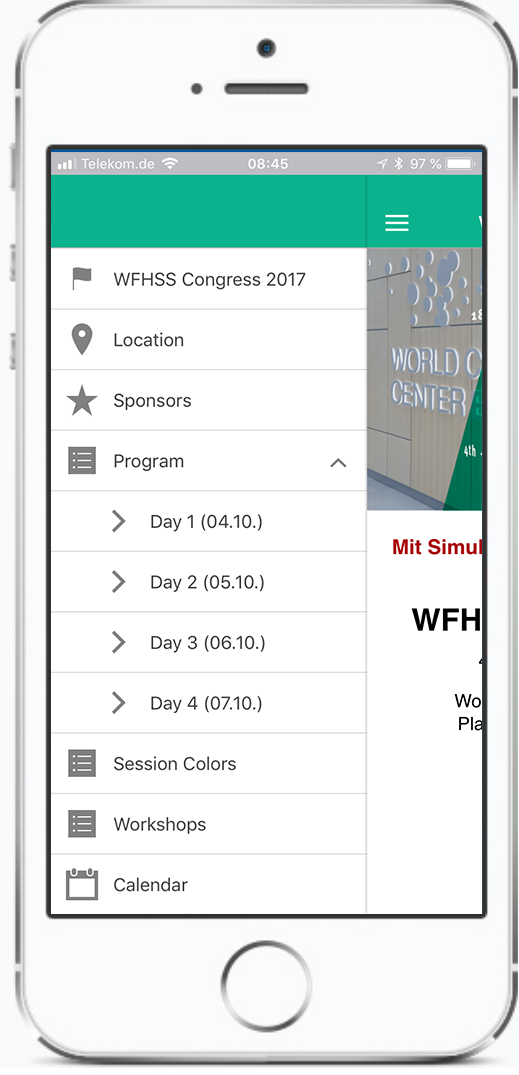 Telekom.de 08:45 97 %
WFHSS Congress 2017
Location
Sponsors
Program
Day 1 (04.10.)
Day 2 (05.10.)
Day 3 (06.10.)
Day 4 (07.10.)
Session Colors
Workshops
Calendar
18
WORLD C
CENTER
4th
Mit Simul
WFH
Wo
Pla